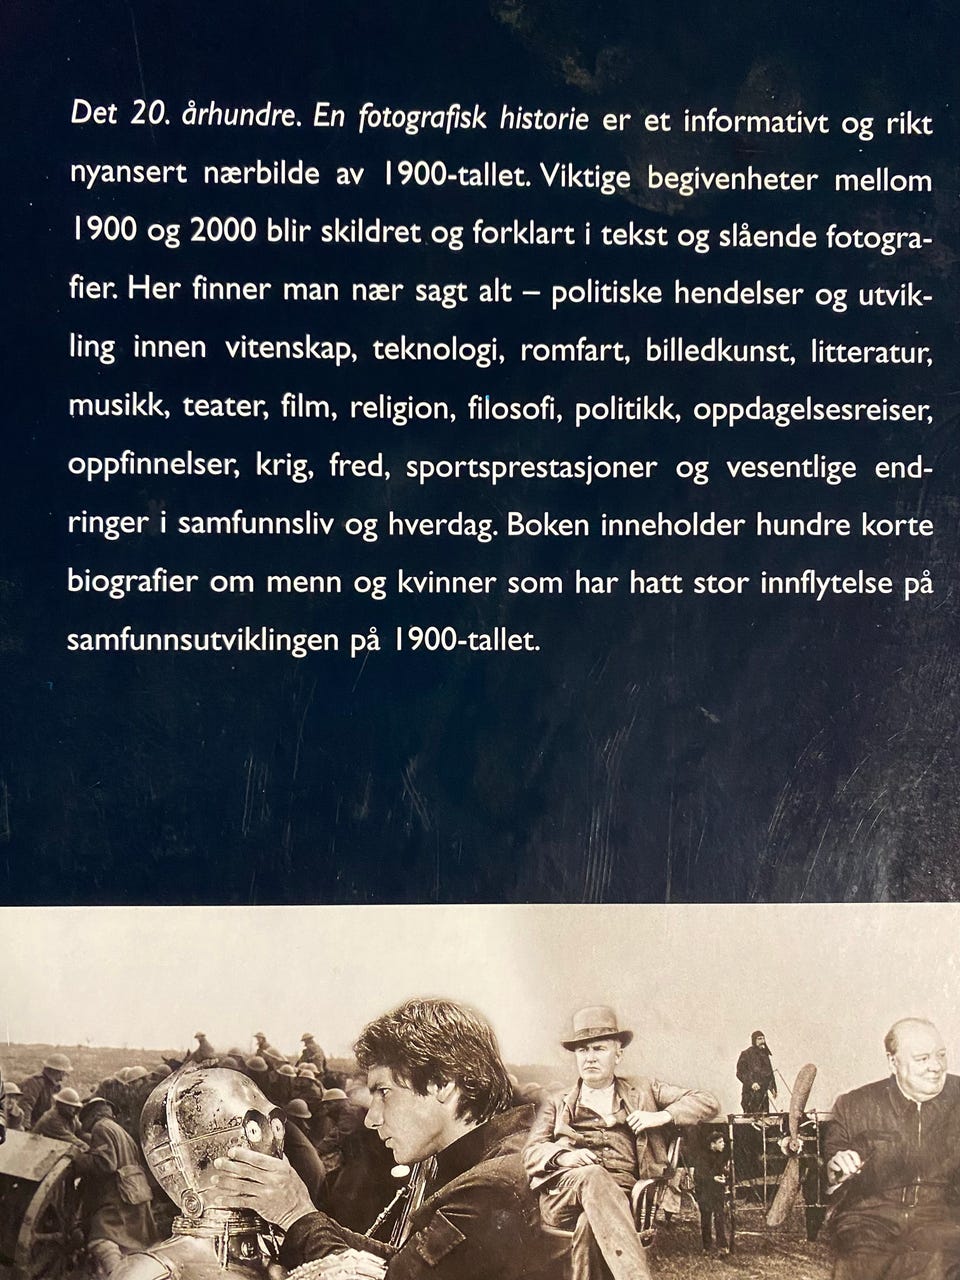 Det 20. århundre. En fotografisk historie er et informativt og rikt
nyansert nærbilde av 1900-tallet. Viktige begivenheter mellom
1900 og 2000 blir skildret og forklart i tekst og slående fotogra-
fier. Her finner man nær sagt alt – politiske hendelser og utvik-
ling innen vitenskap, teknologi, romfart, billedkunst, litteratur,
musikk, teater, film, religion, filosofi, politikk, oppdagelsesreiser,
oppfinnelser, krig, fred, sportsprestasjoner og vesentlige end-
ringer i samfunnsliv og hverdag. Boken inneholder hundre korte
biografier om menn og kvinner som har hatt stor innflytelse på
samfunnsutviklingen på 1900-tallet.